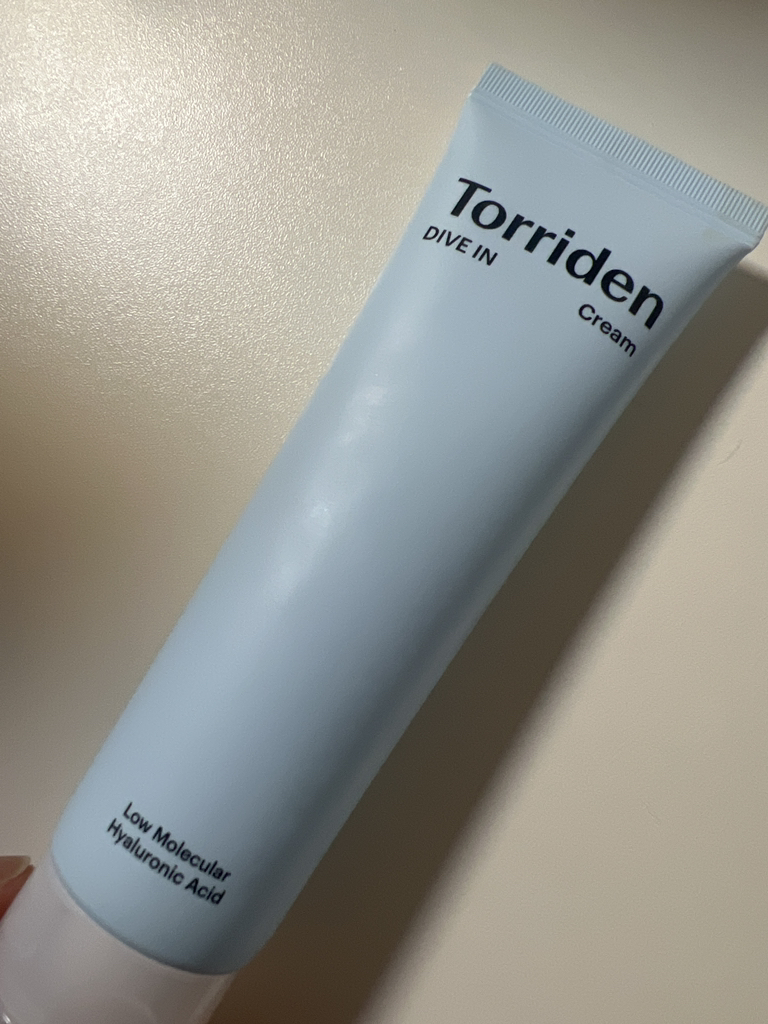 Torriden
DIVE IN
Cream
Low Molecular
Hyaluronic Acid